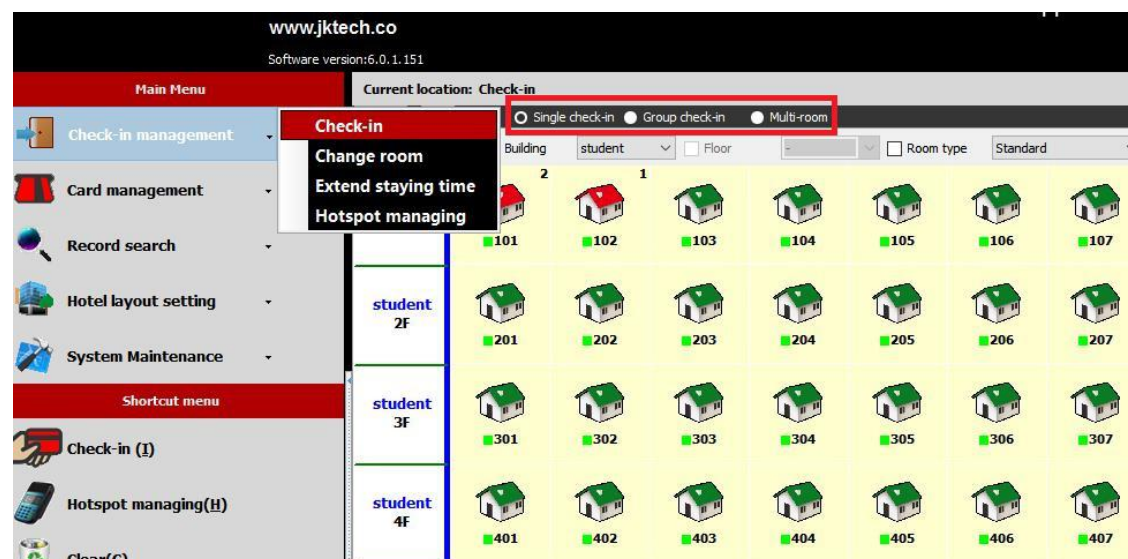 www.jktech.co
Software version:6.0.1.151
Main Menu
Current location: Check-in
Single check-in Group check-in Multi-room
Check-in management
Check-in
Change room
Extend staying time
Hotspot managing
Building student Floor - Room type Standard
Card management
2 1
101 102 103 104 105 106 107
Record search
Hotel layout setting
student
2F
201 202 203 204 205 206 207
System Maintenance
Shortcut menu
student
3F
301 302 303 304 305 306 307
Check-in (I)
Hotspot managing(H)
student
4F
401 402 403 404 405 406 407
Clear(C)